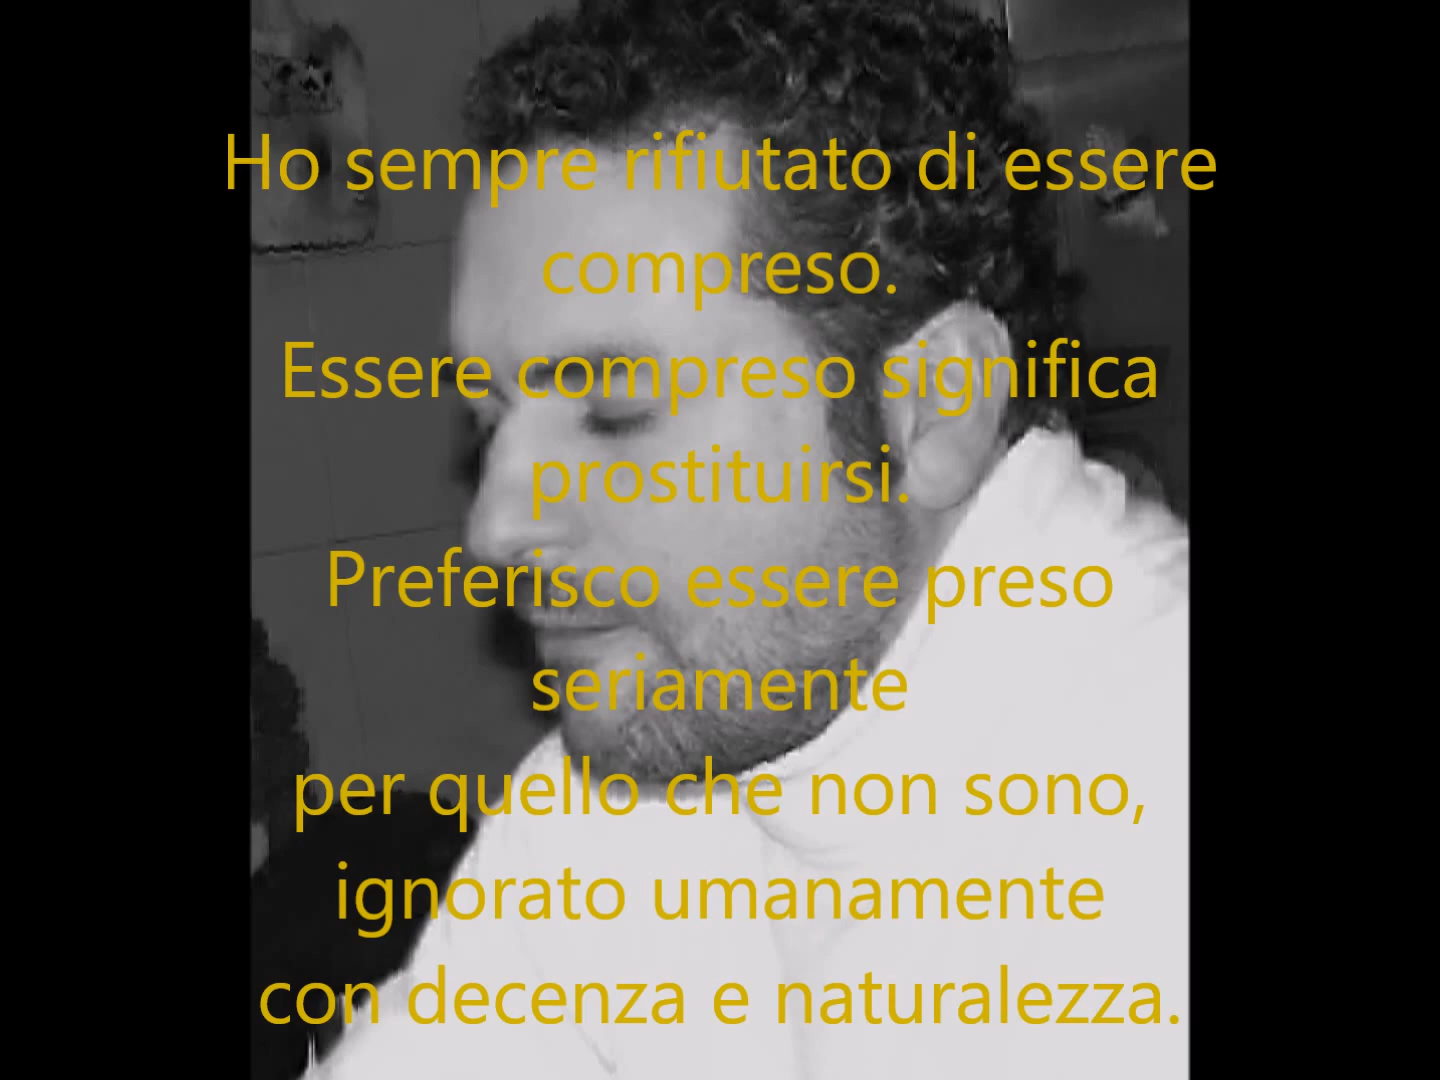 Ho sempre rifiutato di essere
compreso.
Essere compreso significa
prostituirsi.
Preferisco essere preso
seriamente
per quello che non sono,
ignorato umanamente
con decenza e naturalezza.